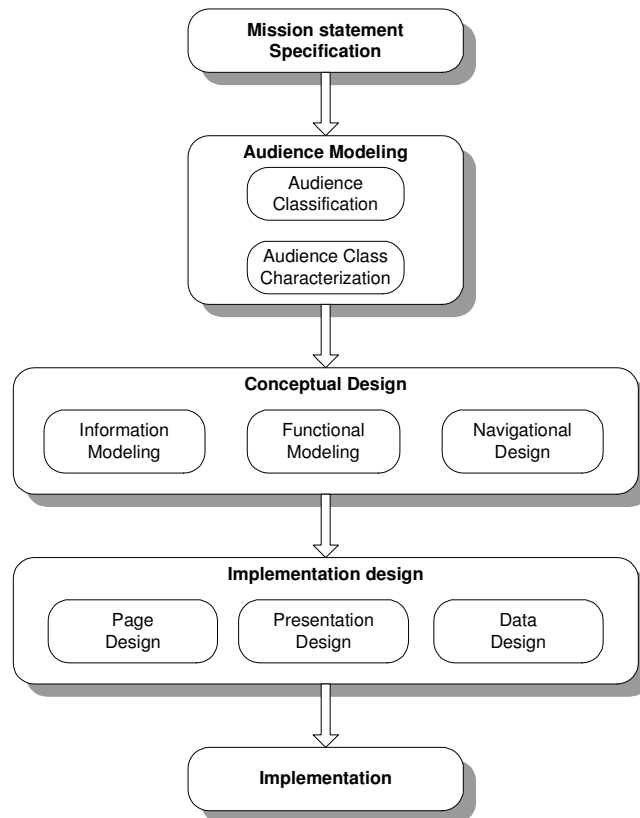 Mission statement
Specification
Audience Modeling
Audience
Classification
Audience Class
Characterization
Conceptual Design
Information
Modeling
Functional
Modeling
Navigational
Design
Implementation design
Page
Design
Presentation
Design
Data
Design
Implementation